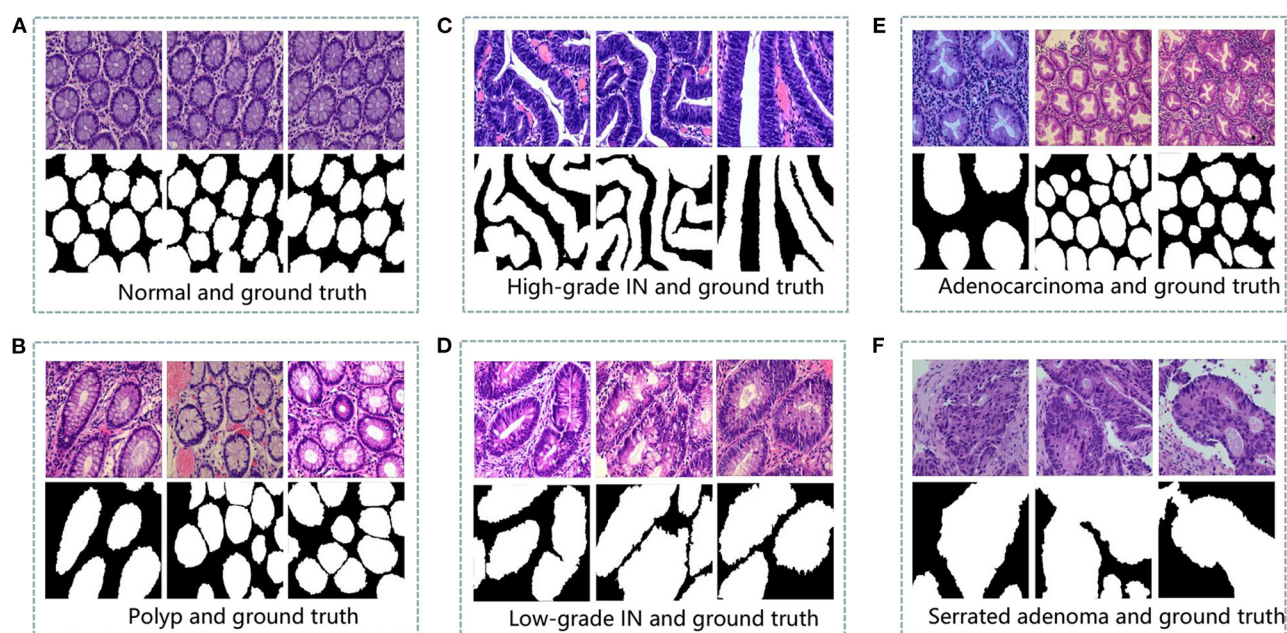 A
Normal and ground truth
B
Polyp and ground truth
C
High-grade IN and ground truth
D
Low-grade IN and ground truth
E
Adenocarcinoma and ground truth
F
Serrated adenoma and ground truth